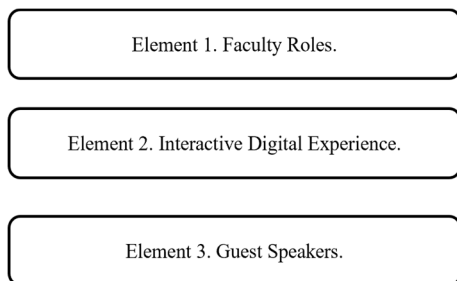 Element 1. Faculty Roles.
Element 2. Interactive Digital Experience.
Element 3. Guest Speakers.